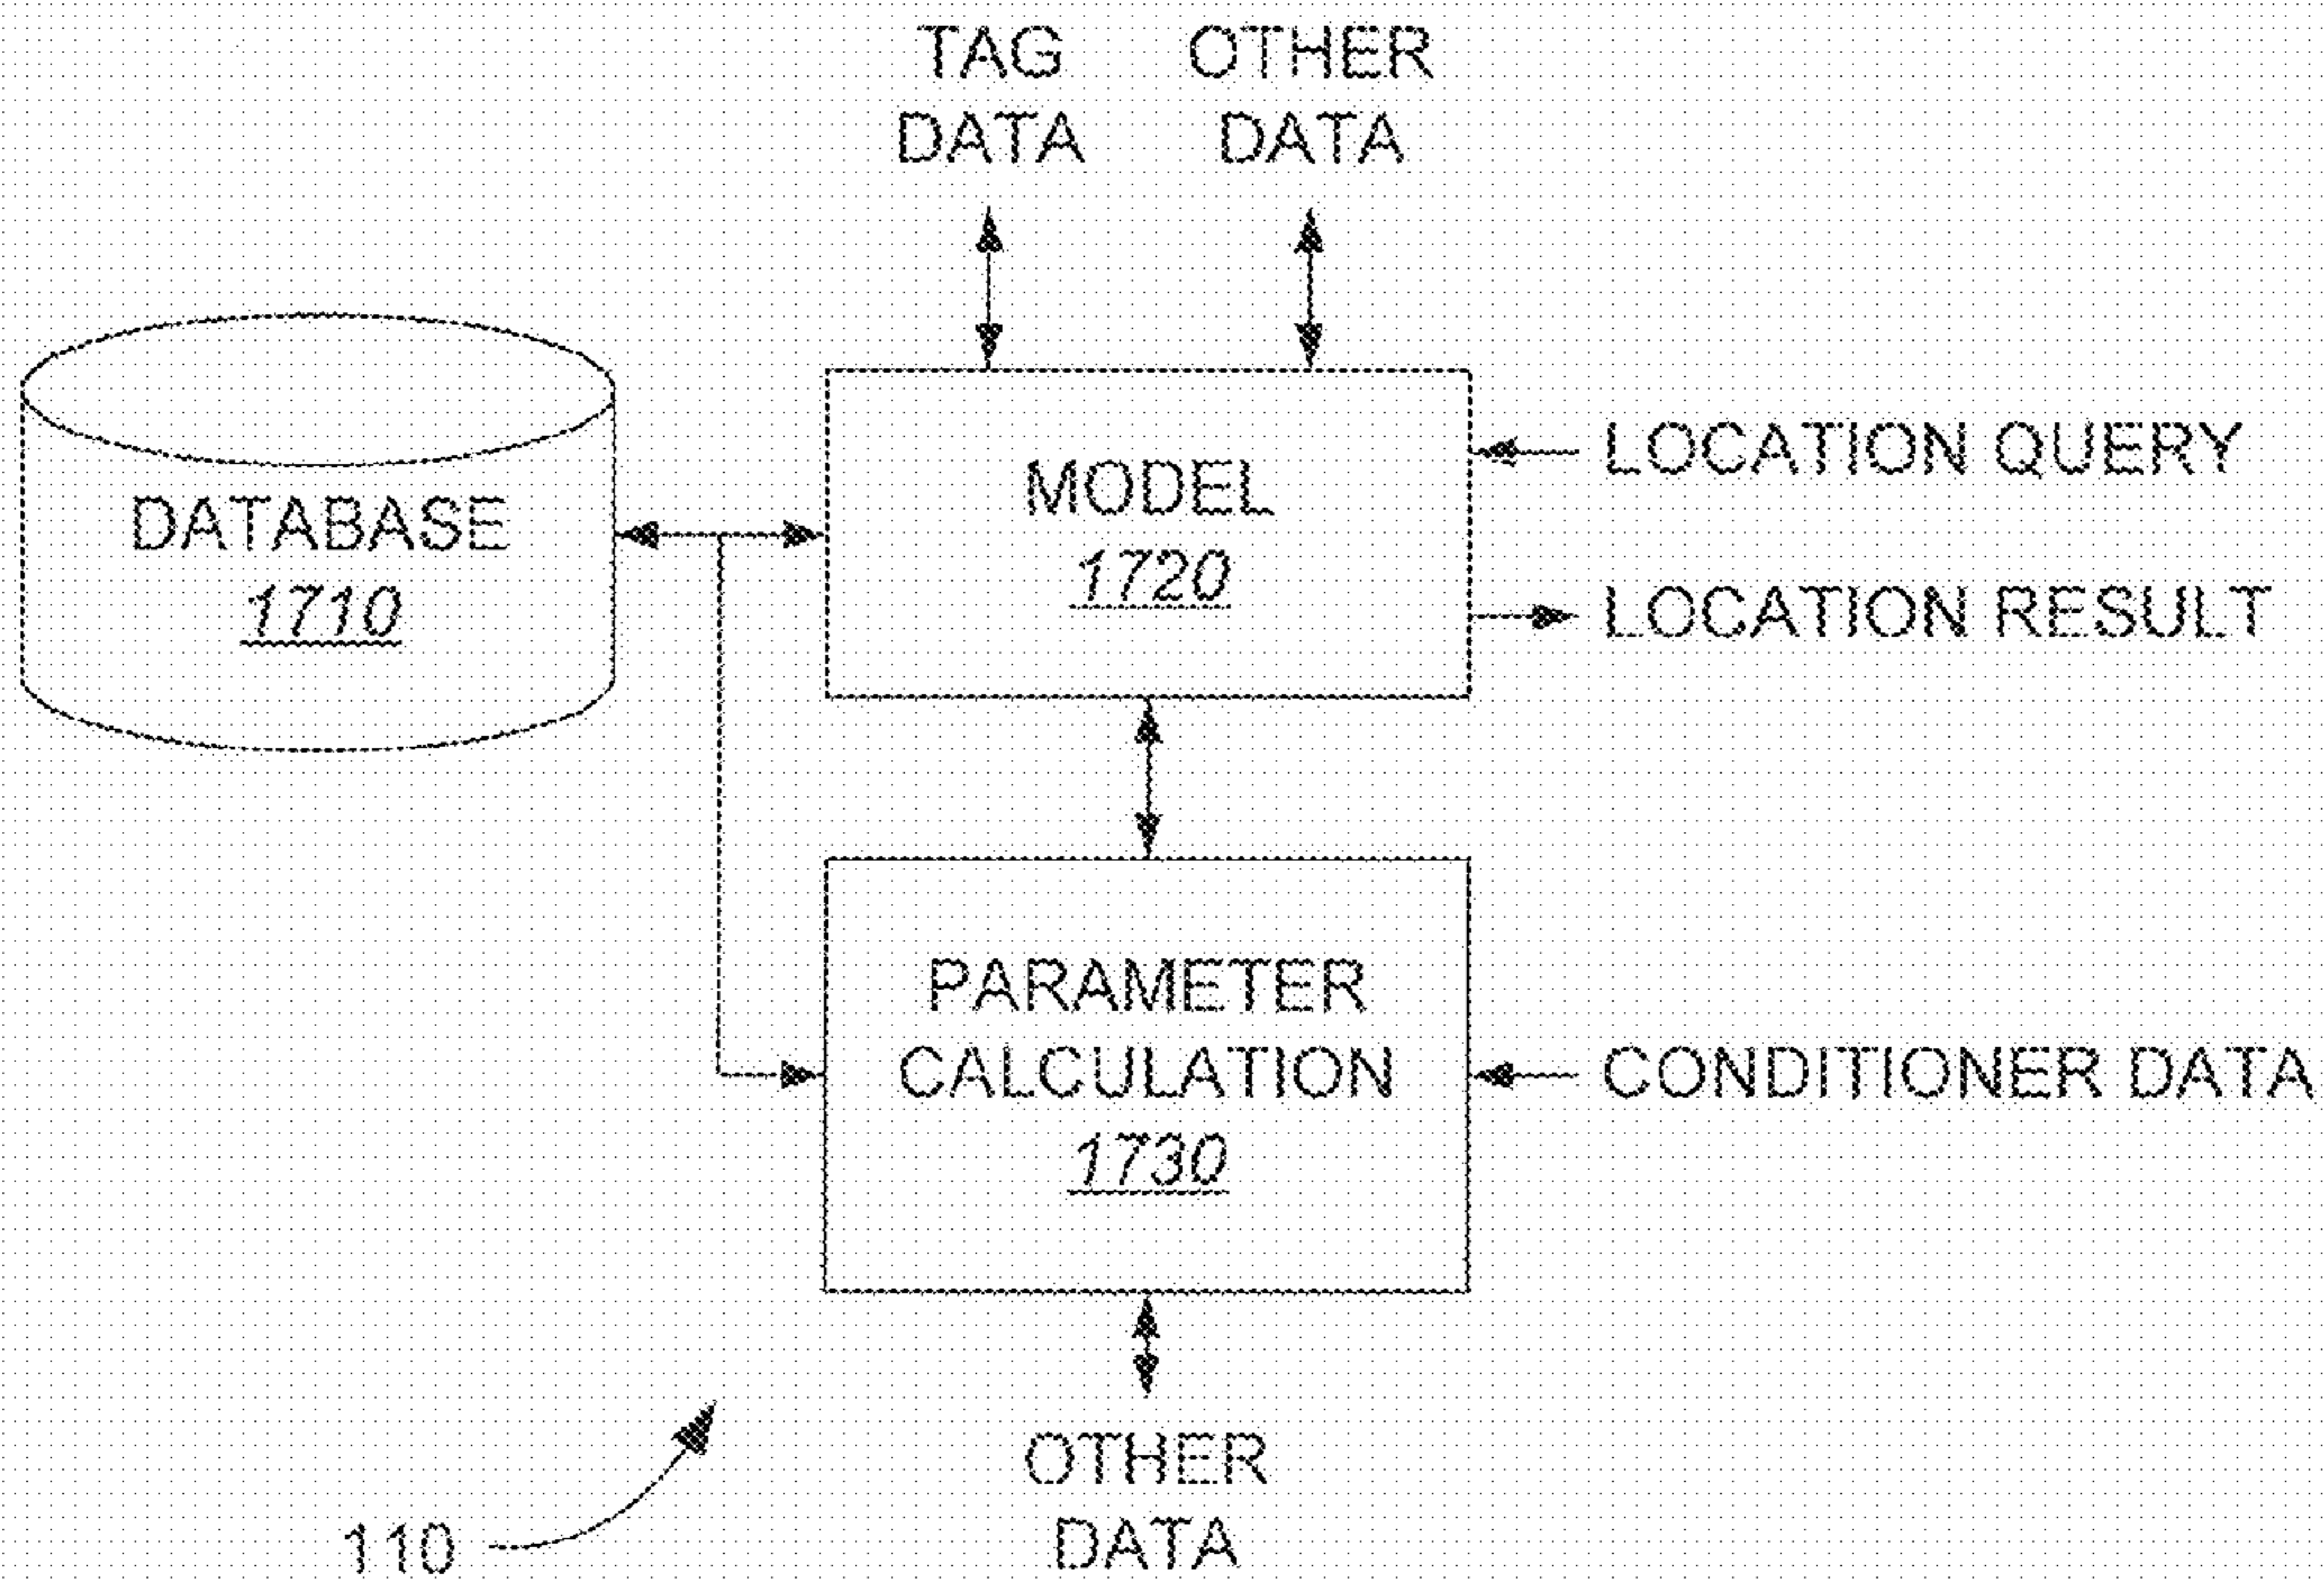 TAG
DATA
OTHER
DATA
DATABASE
1710
MODEL
1720
LOCATION QUERY
LOCATION RESULT
PARAMETER
CALCULATION
1730
CONDITIONER DATA
OTHER
DATA
110